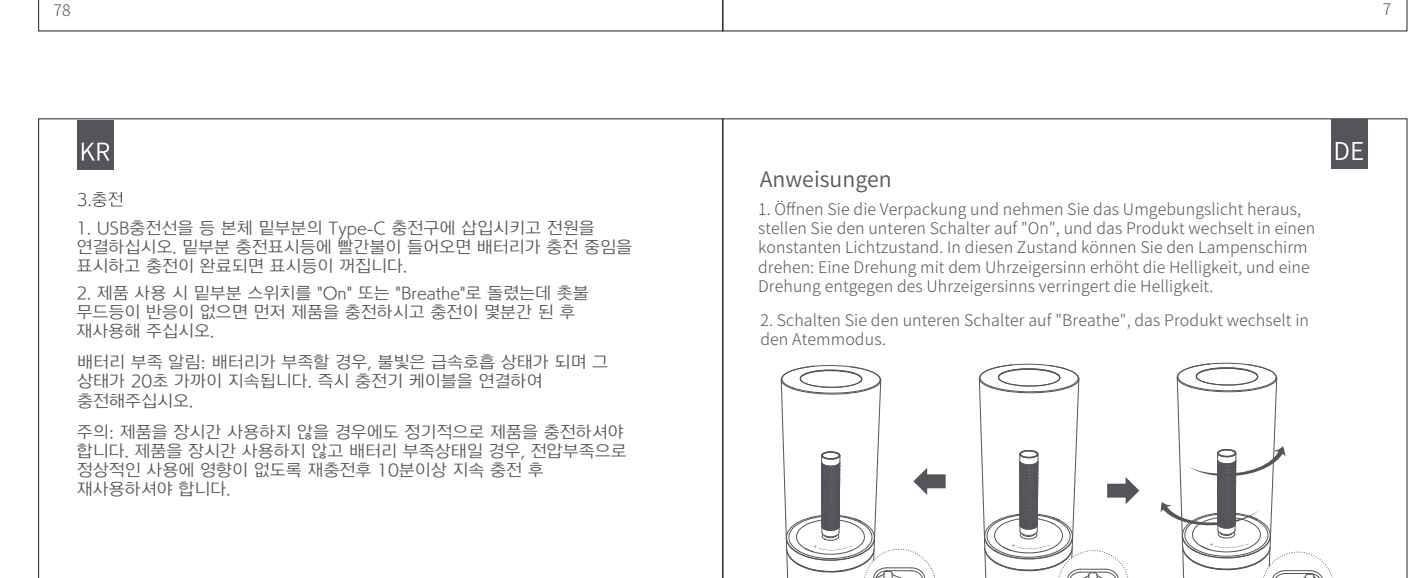 78
7
KR
3.충전
1. USB충전선을 등 본체 밑부분의 Type-C 충전구에 삽입시키고 전원을
연결하십시오. 밑부분 충전표시등에 빨간불이 들어오면 배터리가 충전 중임을
표시하고 충전이 완료되면 표시등이 꺼집니다.
2. 제품 사용 시 밑부분 스위치를 "On" 또는 "Breathe"로 돌렸는데 촛불
무드등이 반응이 없으면 먼저 제품을 충전하시고 충전이 몇분간 된 후
재사용해 주십시오.
배터리 부족 알림: 배터리가 부족할 경우, 불빛은 급속호흡 상태가 되며 그
상태가 20초 가까이 지속됩니다. 즉시 충전기 케이블을 연결하여
충전해주십시오.
주의: 제품을 장시간 사용하지 않을 경우에도 정기적으로 제품을 충전하셔야
합니다. 제품을 장시간 사용하지 않고 배터리 부족상태일 경우, 전압부족으로
정상적인 사용에 영향이 없도록 재충전후 10분이상 지속 충전 후
재사용하셔야 합니다.
DE
Anweisungen
1. Öffnen Sie die Verpackung und nehmen Sie das Umgebungslicht heraus,
stellen Sie den unteren Schalter auf "On", und das Produkt wechselt in einen
konstanten Lichtzustand. In diesen Zustand können Sie den Lampenschirm
drehen: Eine Drehung mit dem Uhrzeigersinn erhöht die Helligkeit, und eine
Drehung entgegen des Uhrzeigersinns verringert die Helligkeit.
2. Schalten Sie den unteren Schalter auf "Breathe", das Produkt wechselt in
den Atemmodus.